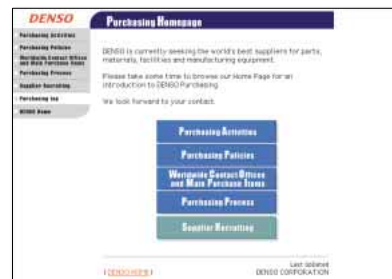 DENSO
Purchasing Homepage
Purchasing Activities
Purchasing Policies
Worldwide Contact Offices
and Main Purchase Items
Purchasing Process
Supplier Recruiting
Purchasing top
DENSO Home
DENSO is currently seeking the world's best suppliers for parts,
materials, facilities and manufacturing equipment.
Please take some time to browse our Home Page for an
introduction to DENSO Purchasing.
We look forward to your contact.
Purchasing Activities
Purchasing Policies
Worldwide Contact Offices
and Main Purchase Items
Purchasing Process
Supplier Recruiting
| DENSO HOME |
Last Updated
DENSO CORPORATION